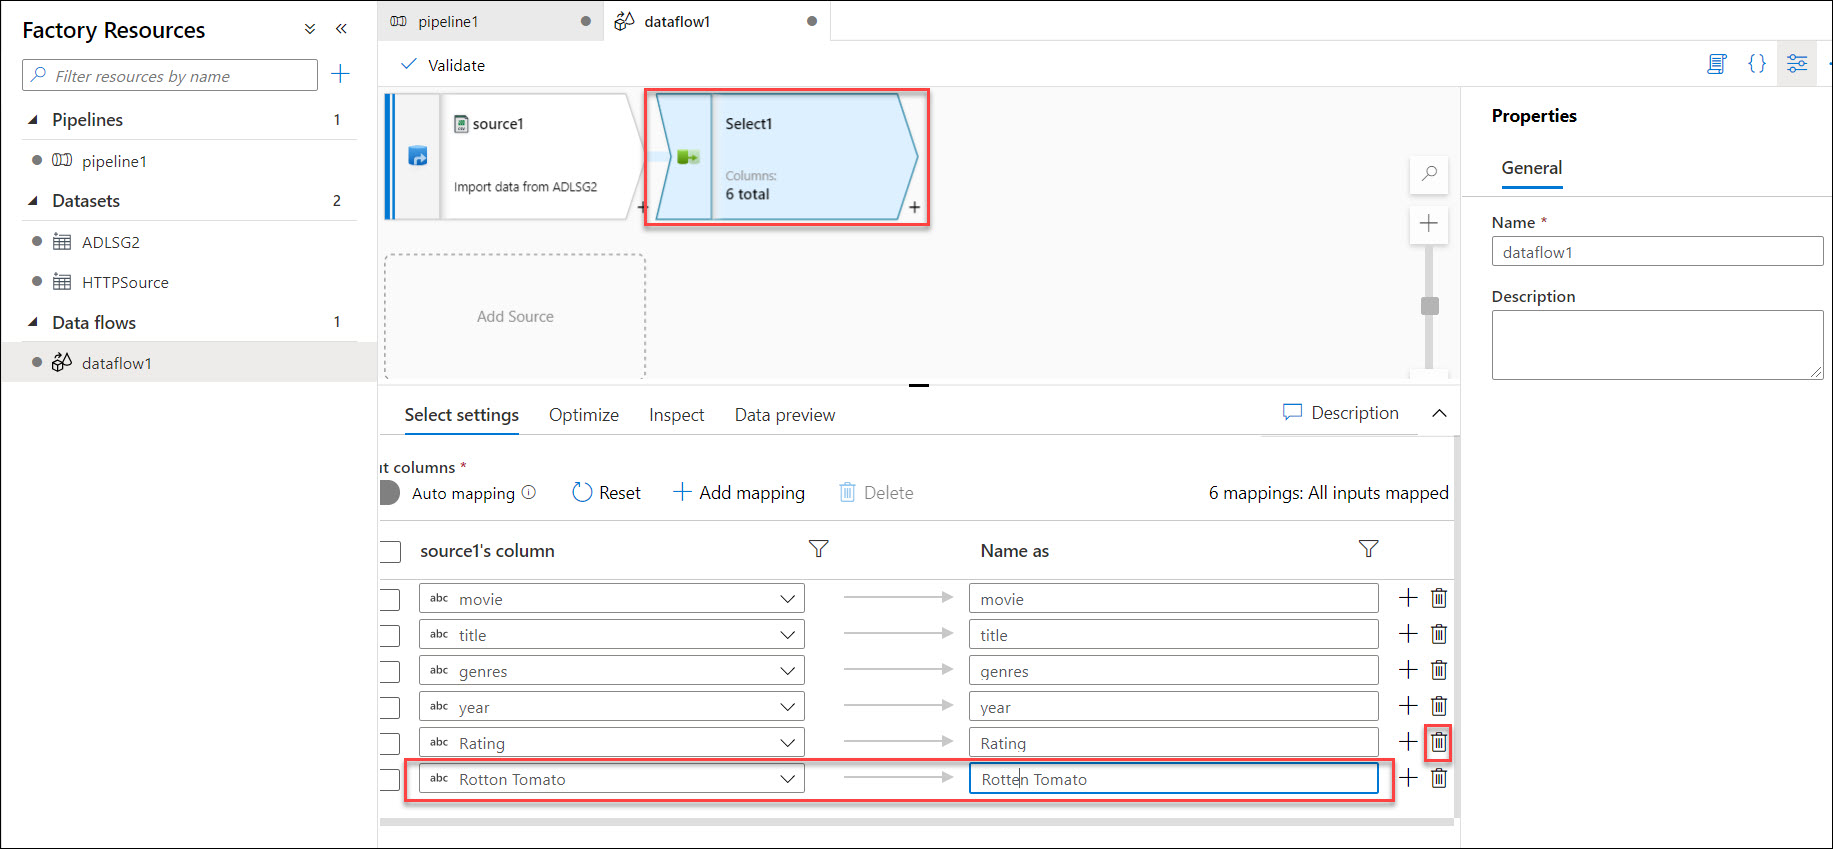 Factory Resources
Filter resources by name
Pipelines 1
pipeline1
Datasets 2
ADLSG2
HTTPSource
Data flows 1
dataflow1
pipeline1
dataflow1
Validate
source1
Import data from ADLSG2
Select1
Columns:
6 total
Add Source
Select settings Optimize Inspect Data preview Description
ut columns *
Auto mapping Reset Add mapping Delete 6 mappings: All inputs mapped
source1's column Name as
abc movie movie
abc title title
abc genres genres
abc year year
abc Rating Rating
abc Rotton Tomato Rotten Tomato
Properties
General
Name *
dataflow1
Description